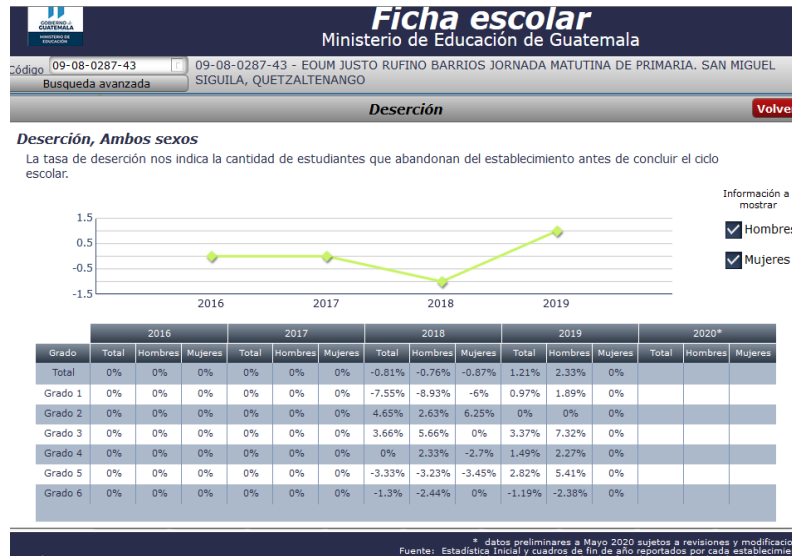 GOBIERNO de
GUATEMALA
MINISTERIO DE
EDUCACIÓN
Ficha escolar
Ministerio de Educación de Guatemala
Código 09-08-0287-43
Busqueda avanzada
09-08-0287-43 - EOUM JUSTO RUFINO BARRIOS JORNADA MATUTINA DE PRIMARIA. SAN MIGUEL
SIGUILA, QUETZALTENANGO
Deserción
Volver
Deserción, Ambos sexos
La tasa de deserción nos indica la cantidad de estudiantes que abandonan del establecimiento antes de concluir el ciclo
escolar.
Información a
mostrar
Hombres
Mujeres
1.5
0.5
-0.5
-1.5
2016 2017 2018 2019
2016 2017 2018 2019 2020*
Grado Total Hombres Mujeres Total Hombres Mujeres Total Hombres Mujeres Total Hombres Mujeres Total Hombres Mujeres
Total 0% 0% 0% 0% 0% 0% -0.81% -0.76% -0.87% 1.21% 2.33% 0%
Grado 1 0% 0% 0% 0% 0% 0% -7.55% -8.93% -6% 0.97% 1.89% 0%
Grado 2 0% 0% 0% 0% 0% 0% 4.65% 2.63% 6.25% 0% 0% 0%
Grado 3 0% 0% 0% 0% 0% 0% 3.66% 5.66% 0% 3.37% 7.32% 0%
Grado 4 0% 0% 0% 0% 0% 0% 0% 2.33% -2.7% 1.49% 2.27% 0%
Grado 5 0% 0% 0% 0% 0% 0% -3.33% -3.23% -3.45% 2.82% 5.41% 0%
Grado 6 0% 0% 0% 0% 0% 0% -1.3% -2.44% 0% -1.19% -2.38% 0%
* datos preliminares a Mayo 2020 sujetos a revisiones y modificacio
Fuente: Estadística Inicial y cuadros de fin de año reportados por cada establecimie